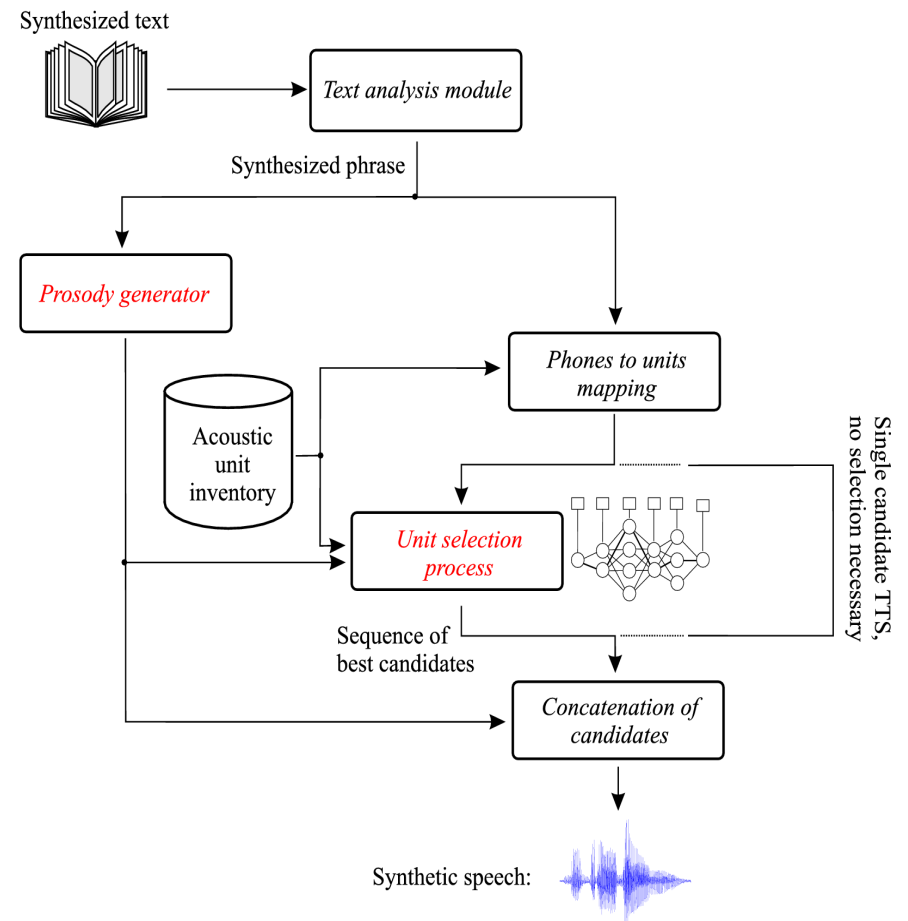 Synthesized text
Text analysis module
Synthesized phrase
Prosody generator
Phones to units
mapping
Acoustic
unit
inventory
Single candidate TTS,
no selection necessary
Unit selection
process
Sequence of
best candidates
Concatenation of
candidates
Synthetic speech: